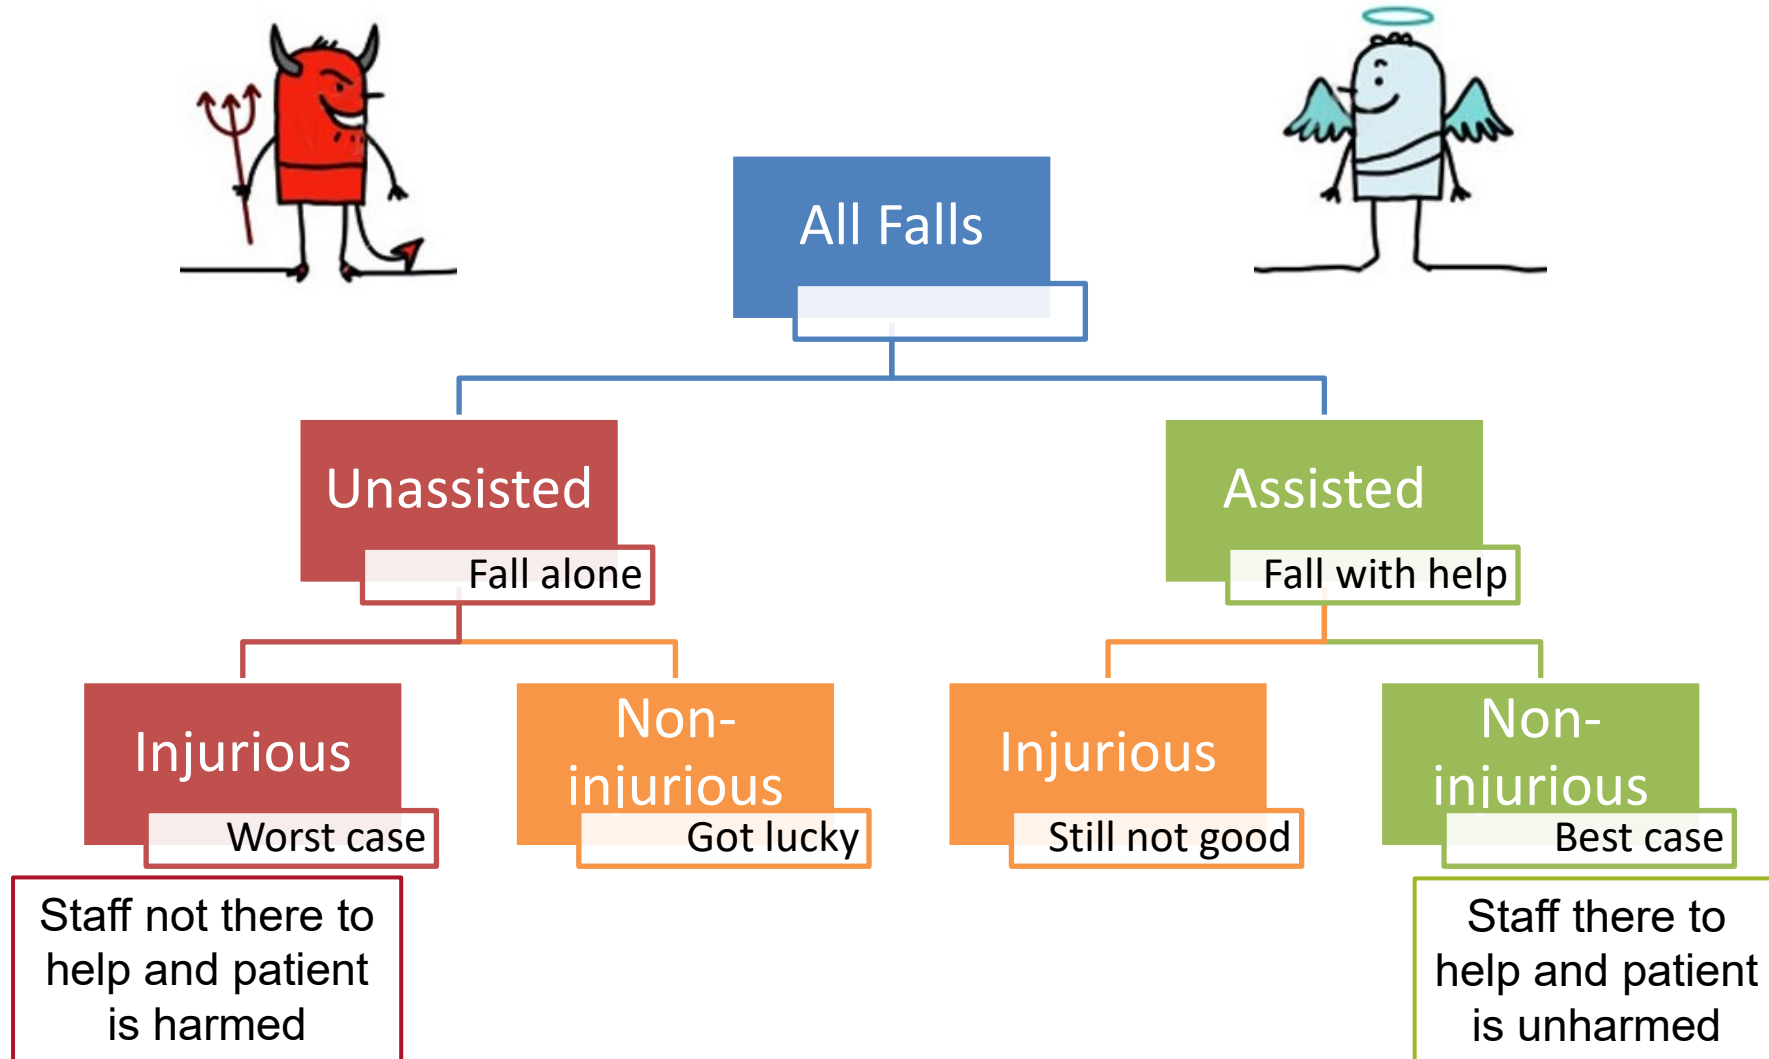 All Falls
Unassisted
Fall alone
Assisted
Fall with help
Injurious
Worst case
Non-
injurious
Got lucky
Injurious
Still not good
Non-
injurious
Best case
Staff not there to
help and patient
is harmed
Staff there to
help and patient
is unharmed